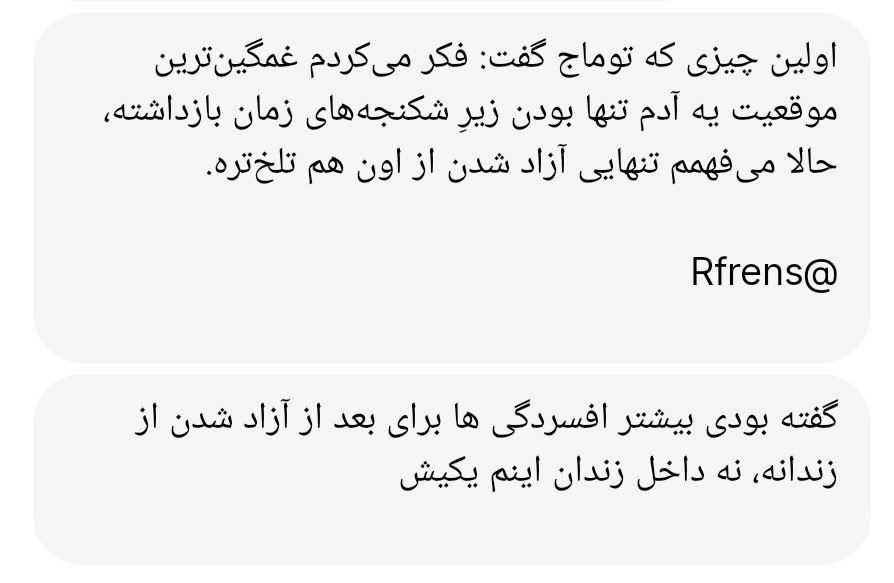 اولین چیزی که توماج گفت: فکر می‌کردم غمگین‌ترین
موقعیت یه آدم تنها بودن زیرِ شکنجه‌های زمان بازداشته،
حالا می‌فهمم تنهایی آزاد شدن از اون هم تلخ‌تره.
@Rfrens
گفته بودی بیشتر افسردگی ها برای بعد از آزاد شدن از
زندانه، نه داخل زندان اینم یکیش